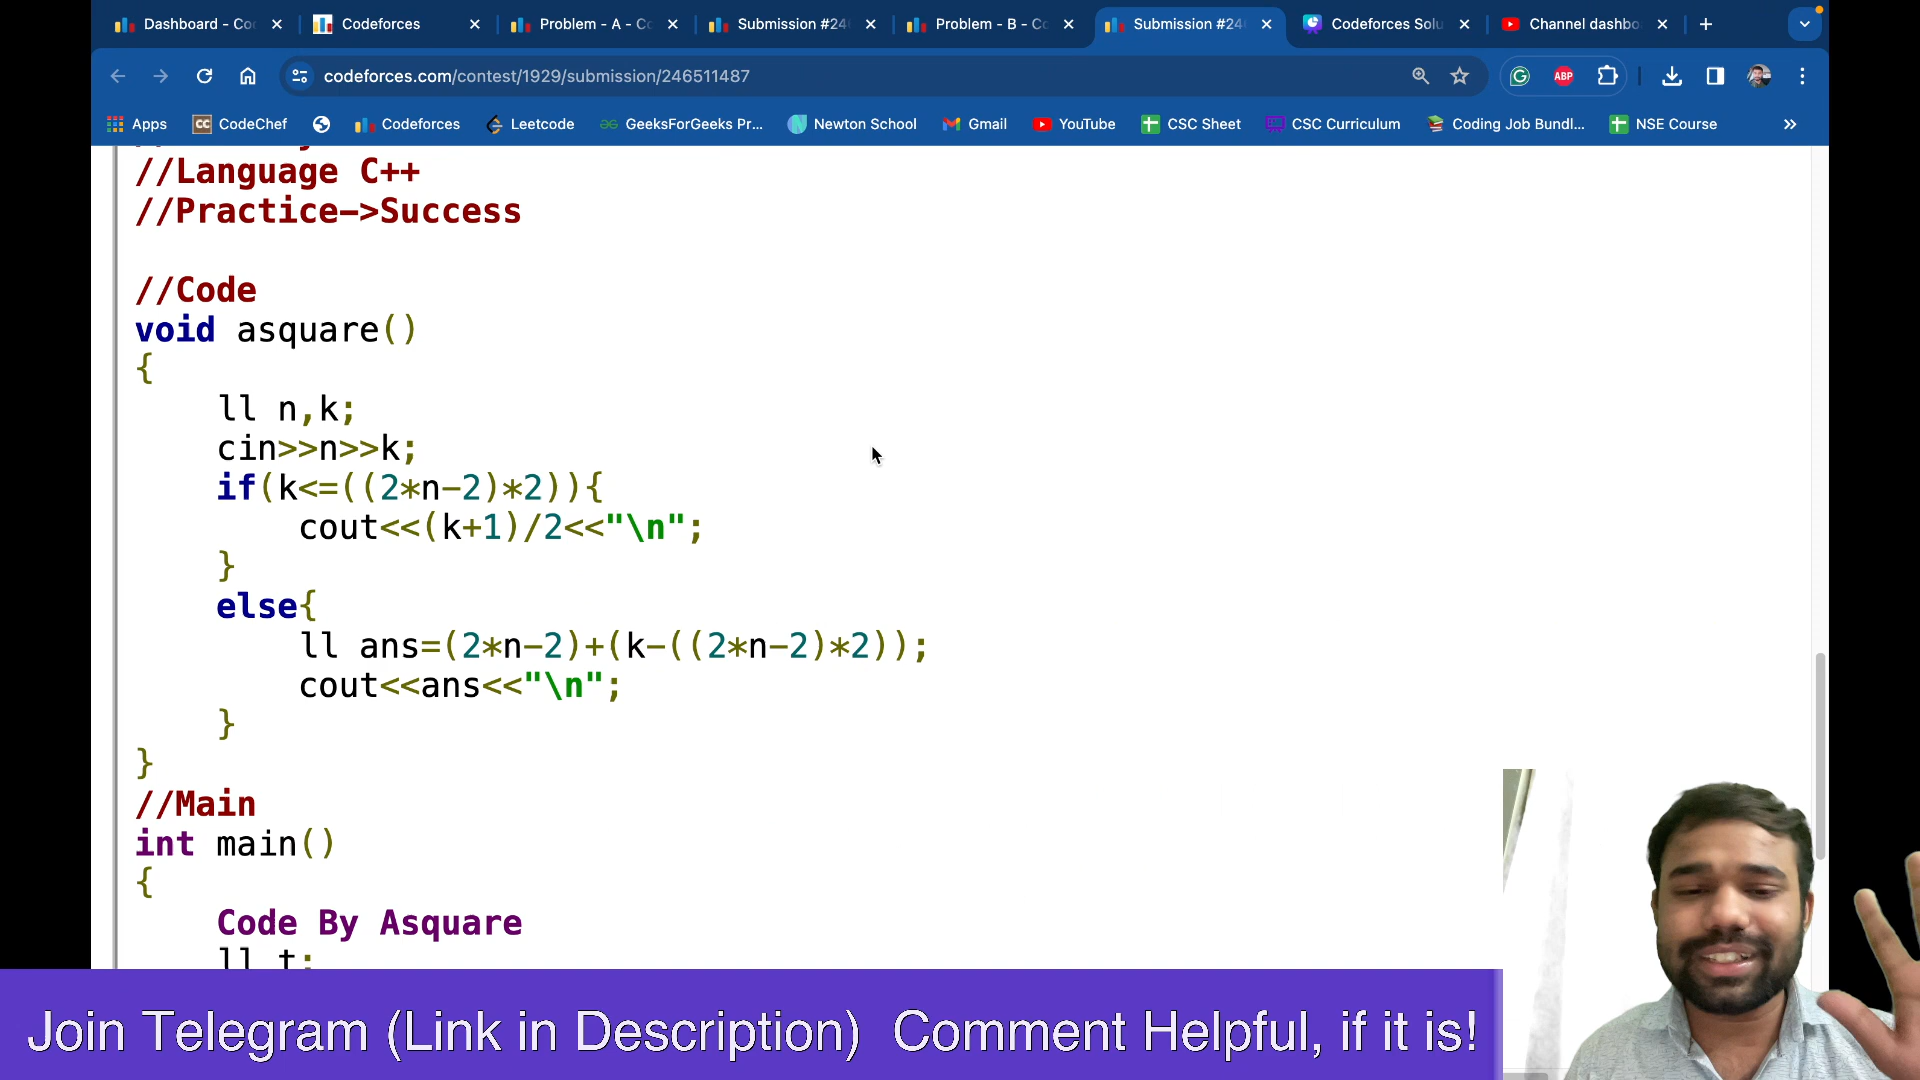 Dashboard - Co
Codeforces
Problem - A - Co
Submission #24
Problem - B - Co
Submission #24
Codeforces Solu
Channel dashbo
codeforces.com/contest/1929/submission/246511487
ABP
Apps
CC CodeChef
Codeforces
Leetcode
GeeksForGeeks Pr...
Newton School
Gmail
YouTube
CSC Sheet
CSC Curriculum
Coding Job Bundl...
NSE Course
//Language C++
//Practice->Success
//Code
void asquare()
{
ll n,k;
cin>>n>>k;
if(k<=((2*n-2)*2)){
cout<<(k+1)/2<<"\n";
}
else{
ll ans=(2*n-2)+(k-((2*n-2)*2));
cout<<ans<<"\n";
}
}
//Main
int main()
{
Code By Asquare
ll t;
Join Telegram (Link in Description) Comment Helpful, if it is!